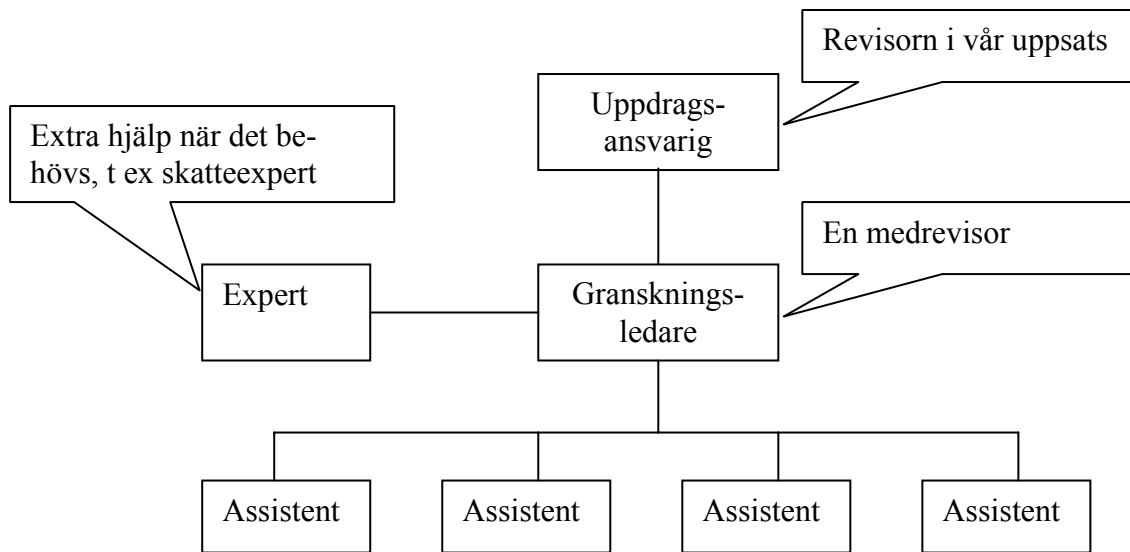 Revisorn i vår uppsats
Uppdrags-
ansvarig
Extra hjälp när det be-
hövs, t ex skatteexpert
En medrevisor
Expert
Gransknings-
ledare
Assistent
Assistent
Assistent
Assistent